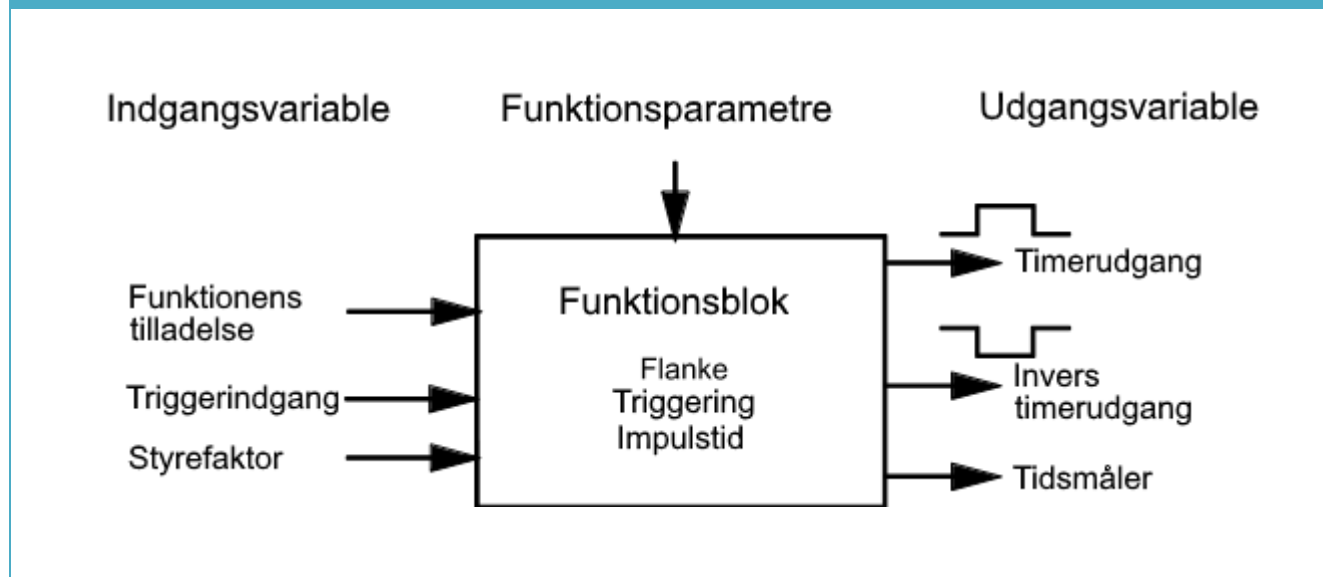 Indgangsvariable
Funktionsparametre
Udgangsvariable
Funktionens
tilladelse
Triggerindgang
Styrefaktor
Funktionsblok
Flanke
Triggering
Impulstid
Timerudgang
Invers
timerudgang
Tidsmåler